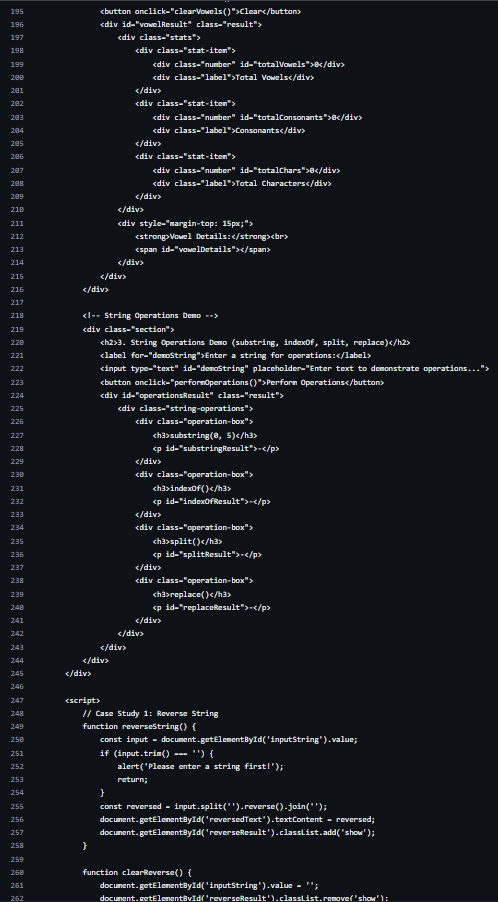 195 <button onclick="clearVowels()">Clear</button>
196 <div id="vowelResult" class="result">
197 <div class="stats">
198 <div class="stat-item">
199 <div class="number" id="totalVowels">0</div>
200 <div class="label">Total Vowels</div>
201 </div>
202 <div class="stat-item">
203 <div class="number" id="totalConsonants">0</div>
204 <div class="label">Consonants</div>
205 </div>
206 <div class="stat-item">
207 <div class="number" id="totalChars">0</div>
208 <div class="label">Total Characters</div>
209 </div>
210 </div>
211 <div style="margin-top: 15px;">
212 <strong>Vowel Details:</strong><br>
213 <span id="vowelDetails"></span>
214 </div>
215 </div>
216 </div>
217
218 <!-- String Operations Demo -->
219 <div class="section">
220 <h2>3. String Operations Demo (substring, indexOf, split, replace)</h2>
221 <label for="demoString">Enter a string for operations:</label>
222 <input type="text" id="demoString" placeholder="Enter text to demonstrate operations...">
223 <button onclick="performOperations()">Perform Operations</button>
224 <div id="operationsResult" class="result">
225 <div class="string-operations">
226 <div class="operation-box">
227 <h3>substring(0, 5)</h3>
228 <p id="substringResult">-</p>
229 </div>
230 <div class="operation-box">
231 <h3>indexOf()</h3>
232 <p id="indexOfResult">-</p>
233 </div>
234 <div class="operation-box">
235 <h3>split()</h3>
236 <p id="splitResult">-</p>
237 </div>
238 <div class="operation-box">
239 <h3>replace()</h3>
240 <p id="replaceResult">-</p>
241 </div>
242 </div>
243 </div>
244 </div>
245 </div>
246
247 <script>
248 // Case Study 1: Reverse String
249 function reverseString() {
250 const input = document.getElementById('inputString').value;
251 if (input.trim() === '') {
252 alert('Please enter a string first!');
253 return;
254 }
255 const reversed = input.split('').reverse().join('');
256 document.getElementById('reversedText').textContent = reversed;
257 document.getElementById('reverseResult').classList.add('show');
258 }
259
260 function clearReverse() {
261 document.getElementById('inputString').value = '';
262 document.getElementById('reverseResult').classList.remove('show');